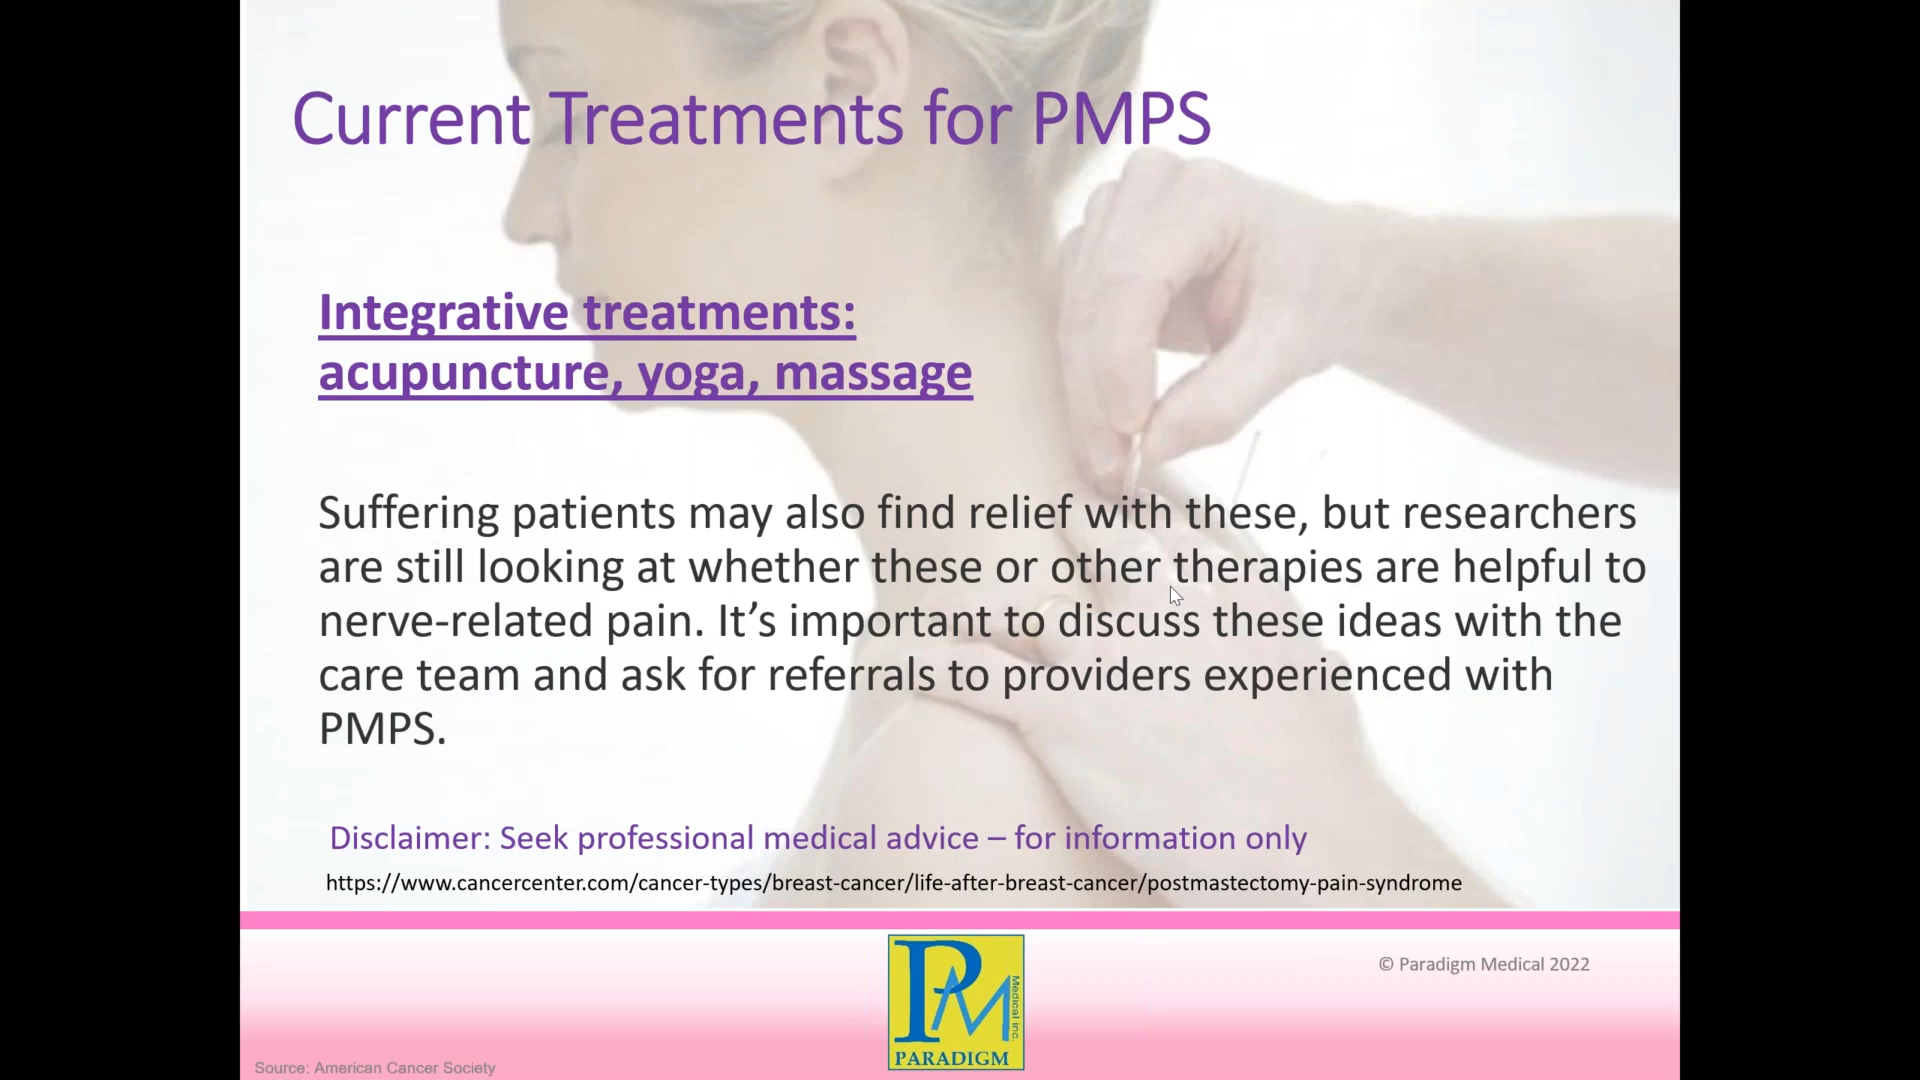 Current Treatments for PMPS
Integrative treatments:
acupuncture, yoga, massage
Suffering patients may also find relief with these, but researchers
are still looking at whether these or other therapies are helpful to
nerve-related pain. It’s important to discuss these ideas with the
care team and ask for referrals to providers experienced with
PMPS.
Disclaimer: Seek professional medical advice – for information only
https://www.cancercenter.com/cancer-types/breast-cancer/life-after-breast-cancer/postmastectomy-pain-syndrome
PM
Medical inc.
PARADIGM
© Paradigm Medical 2022
Source: American Cancer Society